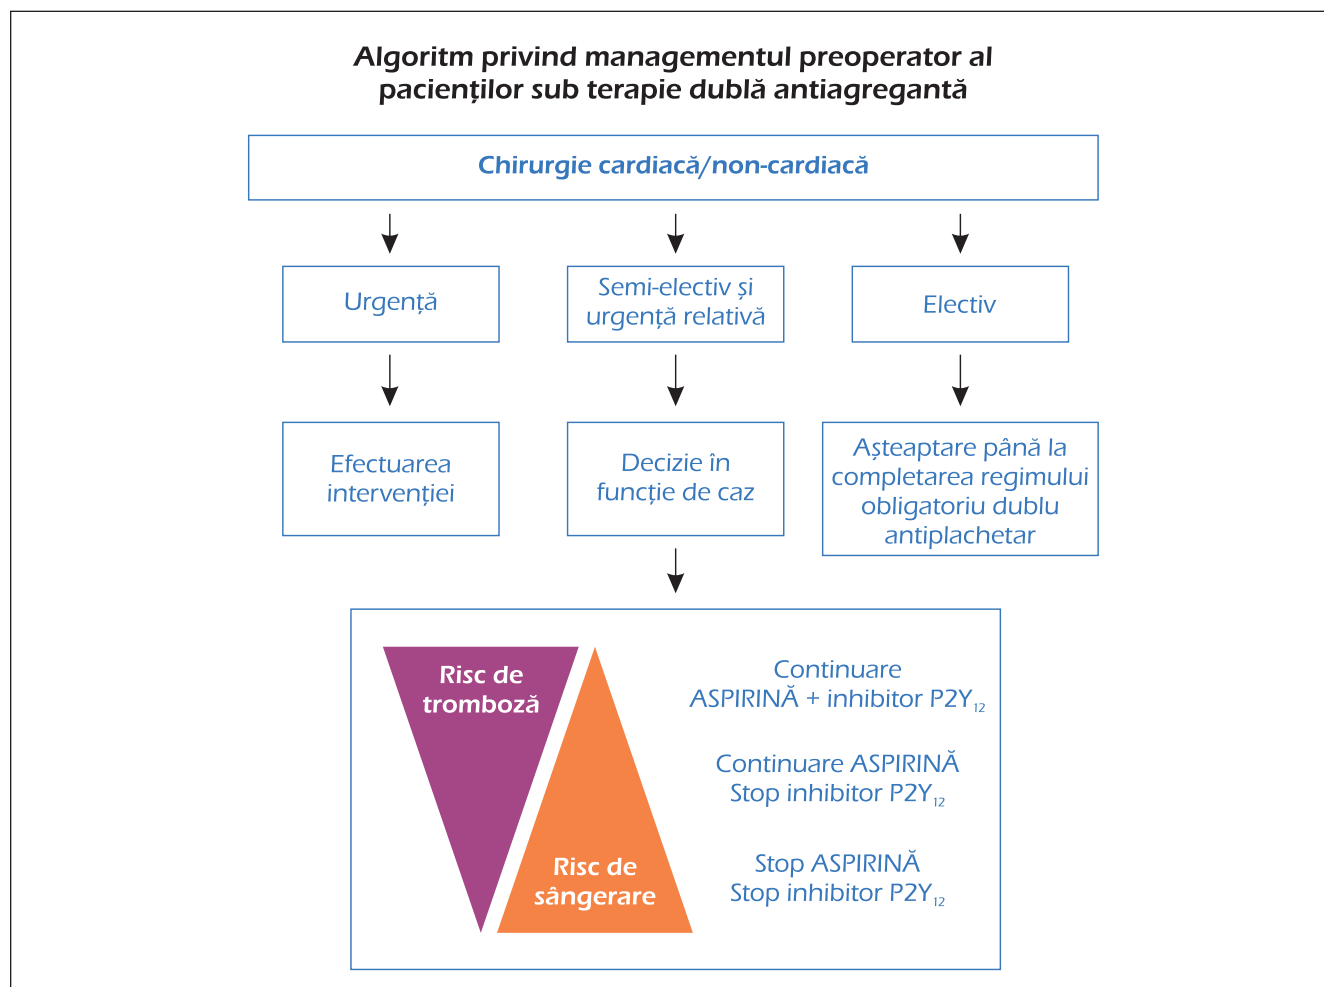 Algoritm privind managementul preoperator al
pacienților sub terapie dublă antiagregantă
Chirurgie cardiacă/non-cardiacă
Urgență
Semi-electiv și
urgență relativă
Electiv
Efectuarea
intervenției
Decizie în
funcție de caz
Așteaptare până la
completarea regimului
obligatoriu dublu
antiplachetar
Risc de
tromboză
Risc de
sângerare
Continuare
ASPIRINĂ + inhibitor P2Y₁₂
Continuare ASPIRINĂ
Stop inhibitor P2Y₁₂
Stop ASPIRINĂ
Stop inhibitor P2Y₁₂